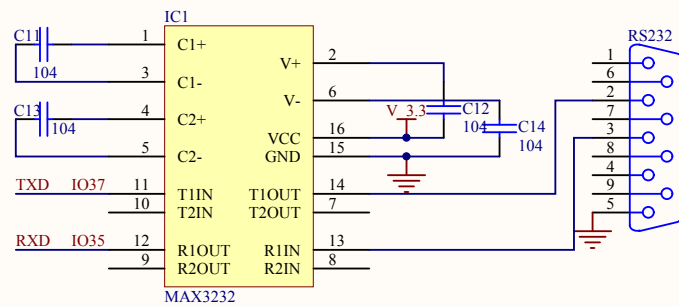 IC1
C11
104
1
C1+
3
C1-
C13
104
4
C2+
5
C2-
TXD IO37
11
T1IN
10
T2IN
RXD IO35
12
R1OUT
9
R2OUT
V+
2
V-
6
VCC
16
GND
15
T1OUT
14
T2OUT
7
R1IN
13
R2IN
8
MAX3232
V_3.3
C12
104
C14
104
RS232
1
6
2
7
3
8
4
9
5